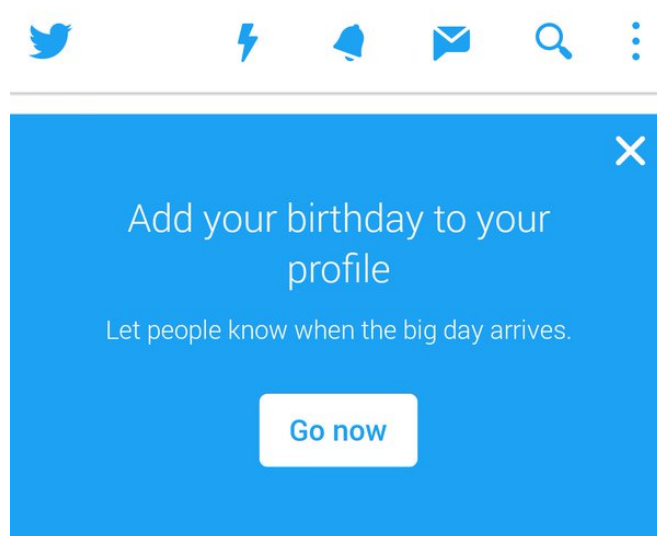 Add your birthday to your
profile
Let people know when the big day arrives.
Go now